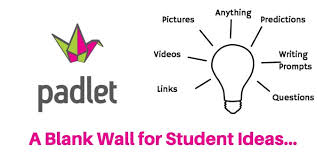 Anything
Pictures
Predictions
Videos
Writing
Prompts
Links
Questions
padlet
A Blank Wall for Student Ideas...